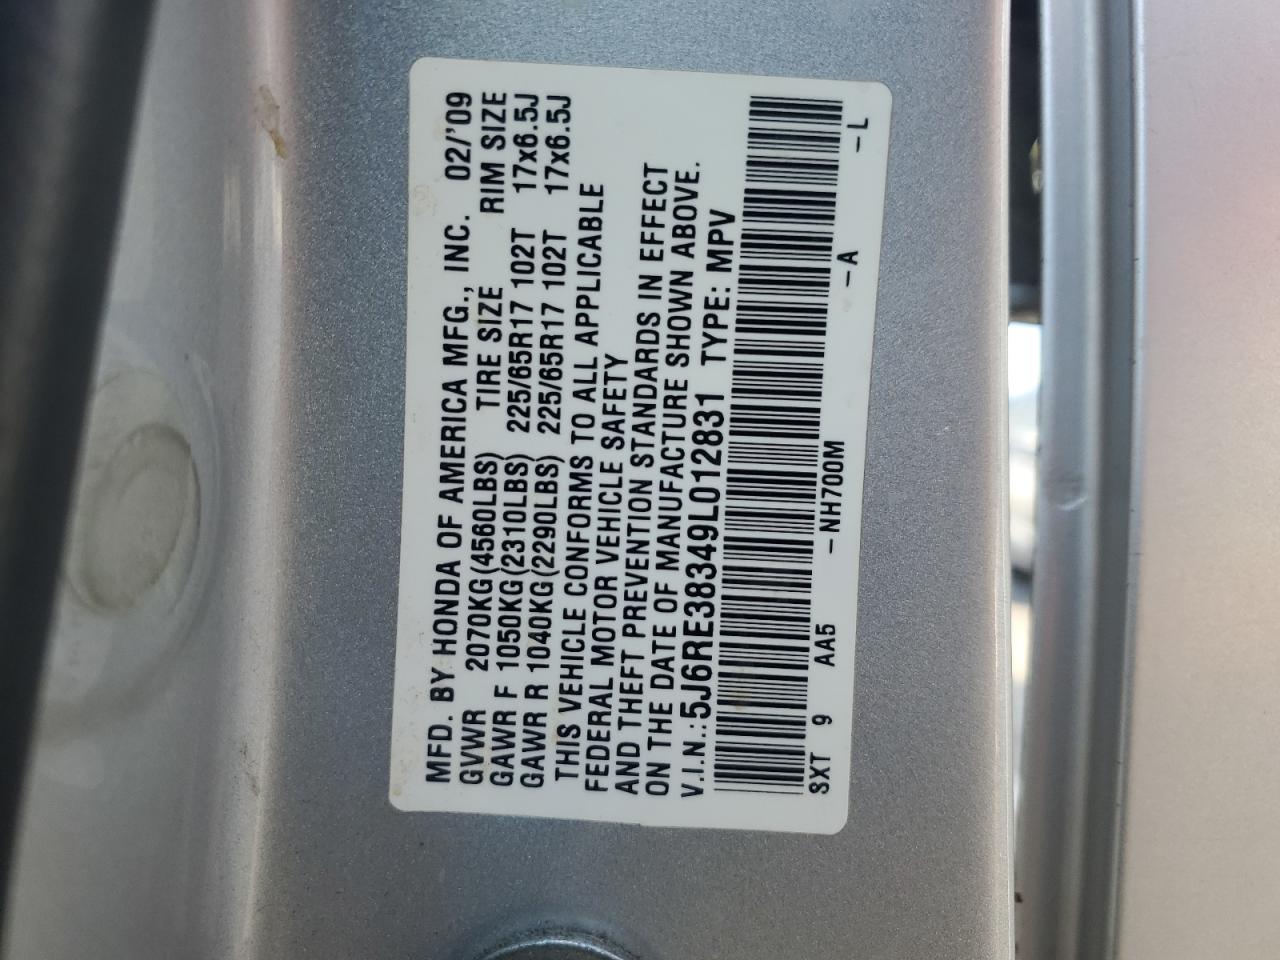 MFD. BY HONDA OF AMERICA MFG., INC. 02/'09
GVWR 2070KG(4560LBS) TIRE SIZE RIM SIZE
GAWR F 1050KG(2310LBS) 225/65R17 102T 17x6.5J
GAWR R 1040KG(2290LBS) 225/65R17 102T 17x6.5J
THIS VEHICLE CONFORMS TO ALL APPLICABLE
FEDERAL MOTOR VEHICLE SAFETY
AND THEFT PREVENTION STANDARDS IN EFFECT
ON THE DATE OF MANUFACTURE SHOWN ABOVE.
V.I.N.:5J6RE38349L012831 TYPE: MPV
SXT 9 AA5 -NH700M -A -L